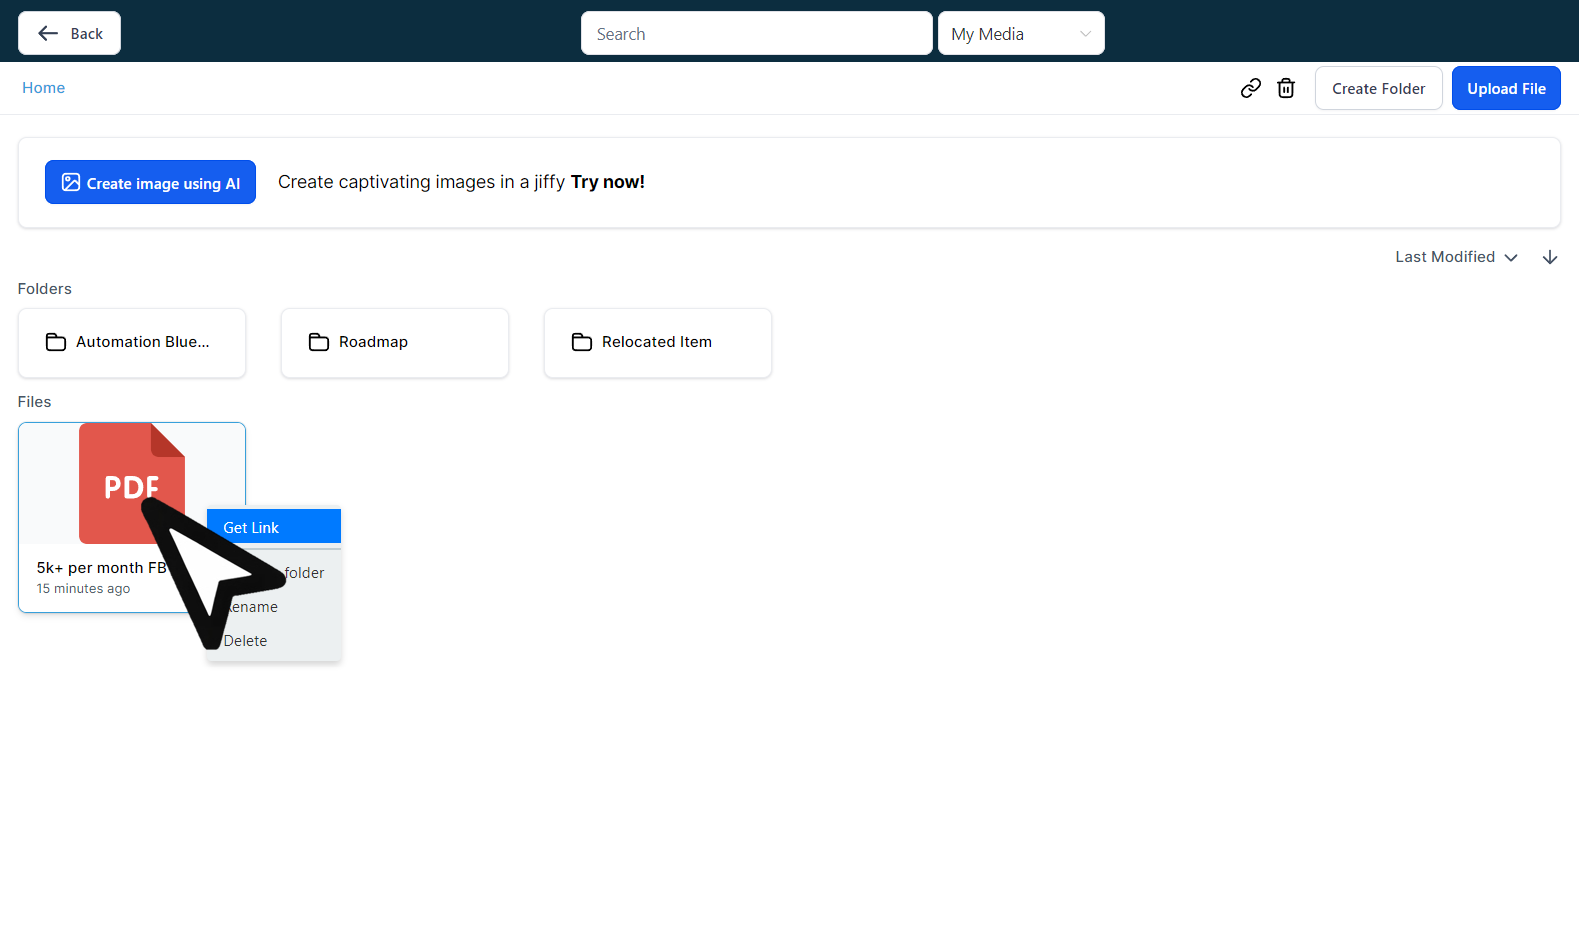 Back
Search
My Media
Home
Create Folder
Upload File
Create image using AI
Create captivating images in a jiffy Try now!
Last Modified
Folders
Automation Blue...
Roadmap
Relocated Item
Files
PDF
Get Link
5k+ per month FB
folder
15 minutes ago
ename
Delete